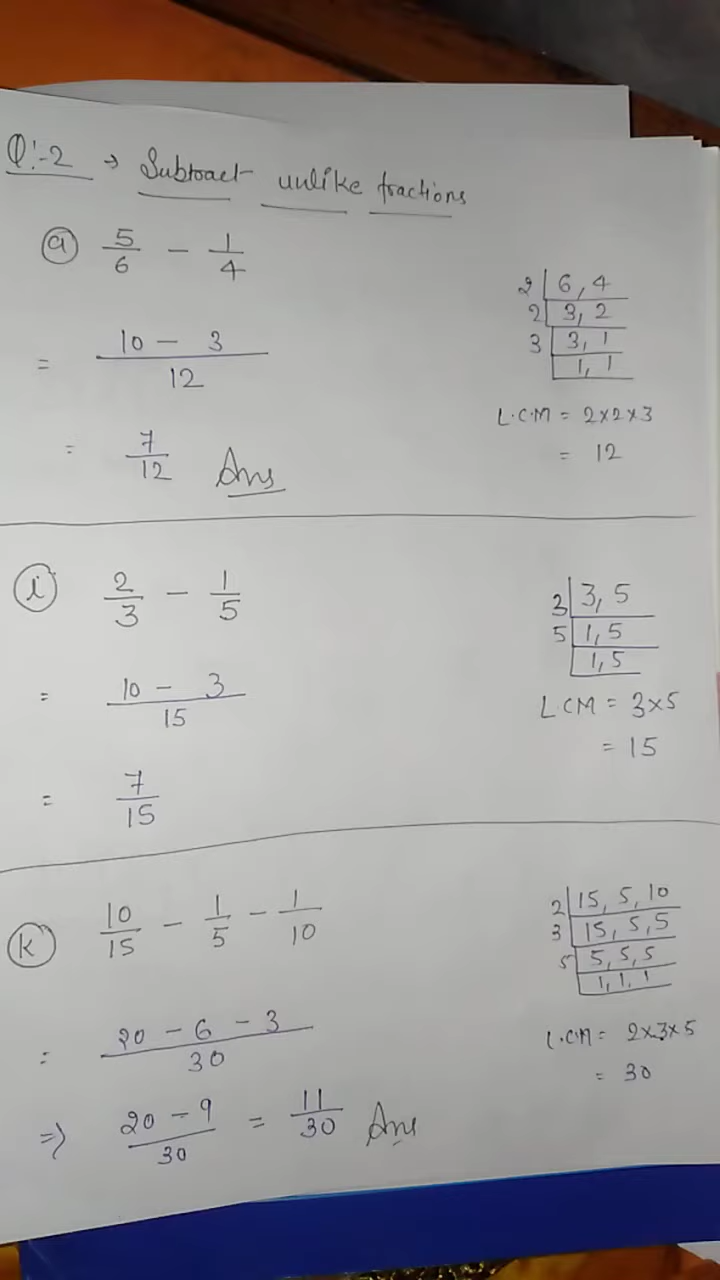 Q:-2 → Subtract unlike fractions
(a) 5/6 - 1/4
= 10 - 3 / 12
= 7/12 Ans
2 | 6, 4
2 | 3, 2
3 | 3, 1
1, 1
L.C.M = 2×2×3
= 12
(i) 2/3 - 1/5
= 10 - 3 / 15
= 7/15
3 | 3, 5
5 | 1, 5
1, 5
L.CM = 3×5
= 15
(k) 10/15 - 1/5 - 1/10
= 20 - 6 - 3 / 30
⇒ 20 - 9 / 30 = 11/30 Ans
2 | 15, 5, 10
3 | 15, 5, 5
5 | 5, 5, 5
1, 1, 1
L.C.M = 2×3×5
= 30